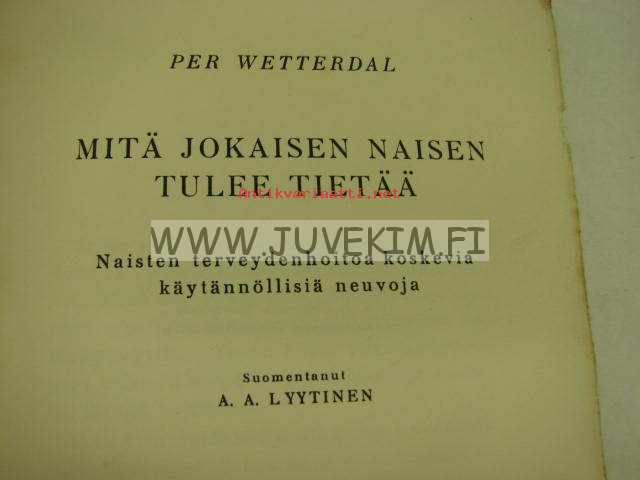 PER WETTERDAL
MITÄ JOKAISEN NAISEN
TULEE TIETÄÄ
Antikvariaatti.net
WWW.JUVEKIM.FI
Naisten terveydenhoitoa koskevia
käytännöllisiä neuvoja
Suomentanut
A. A. LYYTINEN